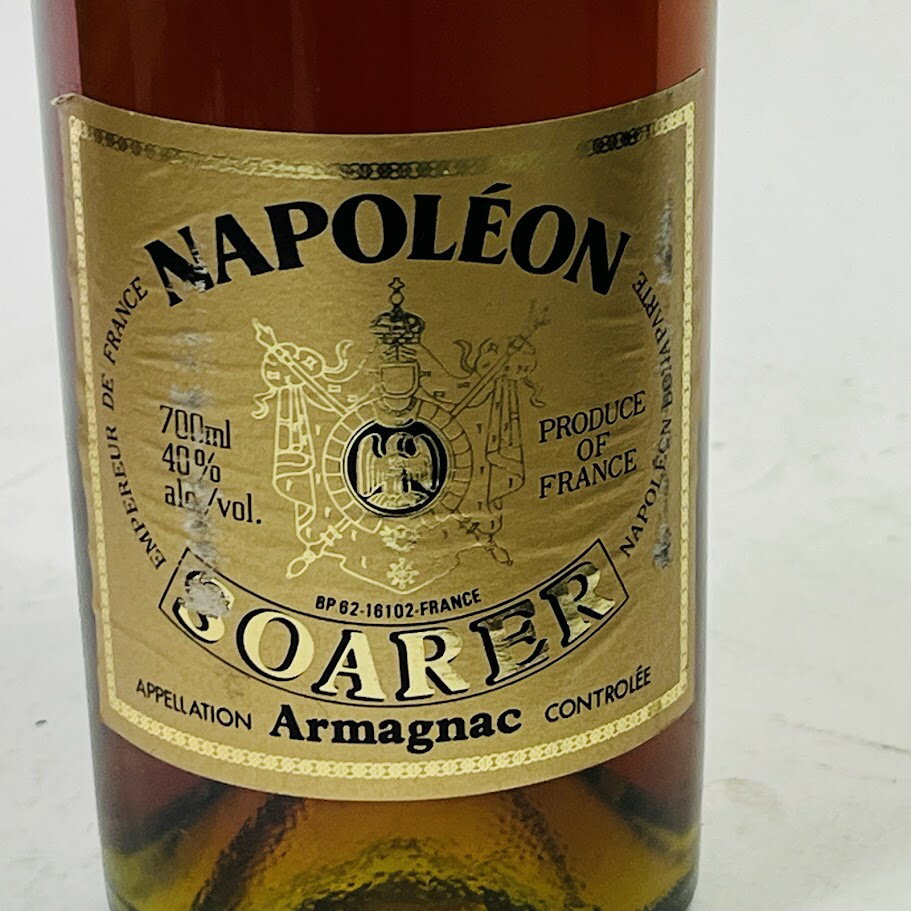 NAPOLÉON
EMPEREUR DE FRANCE
NAPOLÉON BONAPARTE
700ml
40%
alc/vol.
PRODUCE
OF
FRANCE
BP 62-16102-FRANCE
SOARER
APPELLATION Armagnac CONTROLÉE